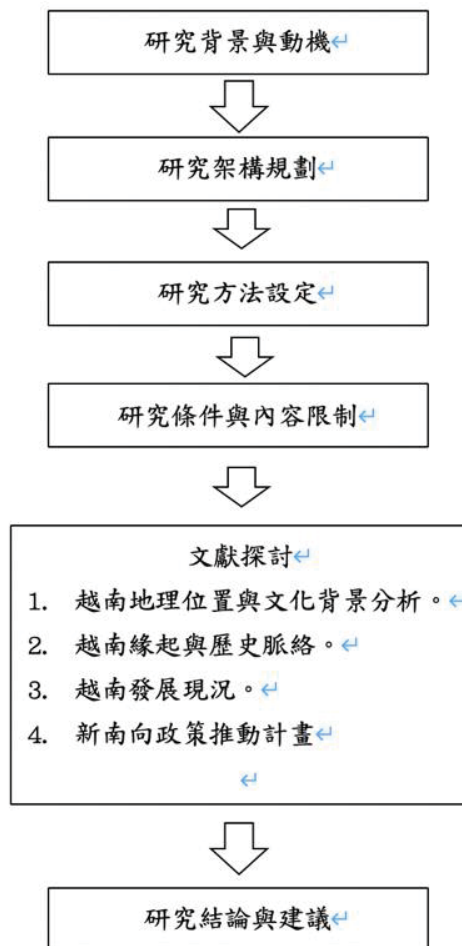 研究背景與動機
研究架構規劃
研究方法設定
研究條件與內容限制
文獻探討
1. 越南地理位置與文化背景分析。
2. 越南緣起與歷史脈絡。
3. 越南發展現況。
4. 新南向政策推動計畫
研究結論與建議